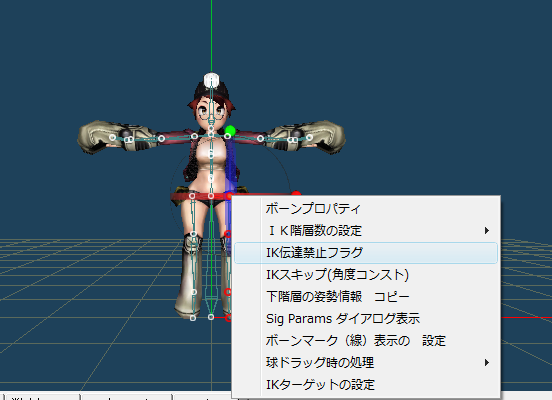 ボーンプロパティ
ＩＫ階層数の設定
IK伝達禁止フラグ
IKスキップ(角度コンスト)
下階層の姿勢情報　コピー
Sig Params ダイアログ表示
ボーンマーク（線）表示の　設定
球ドラッグ時の処理
IKターゲットの設定